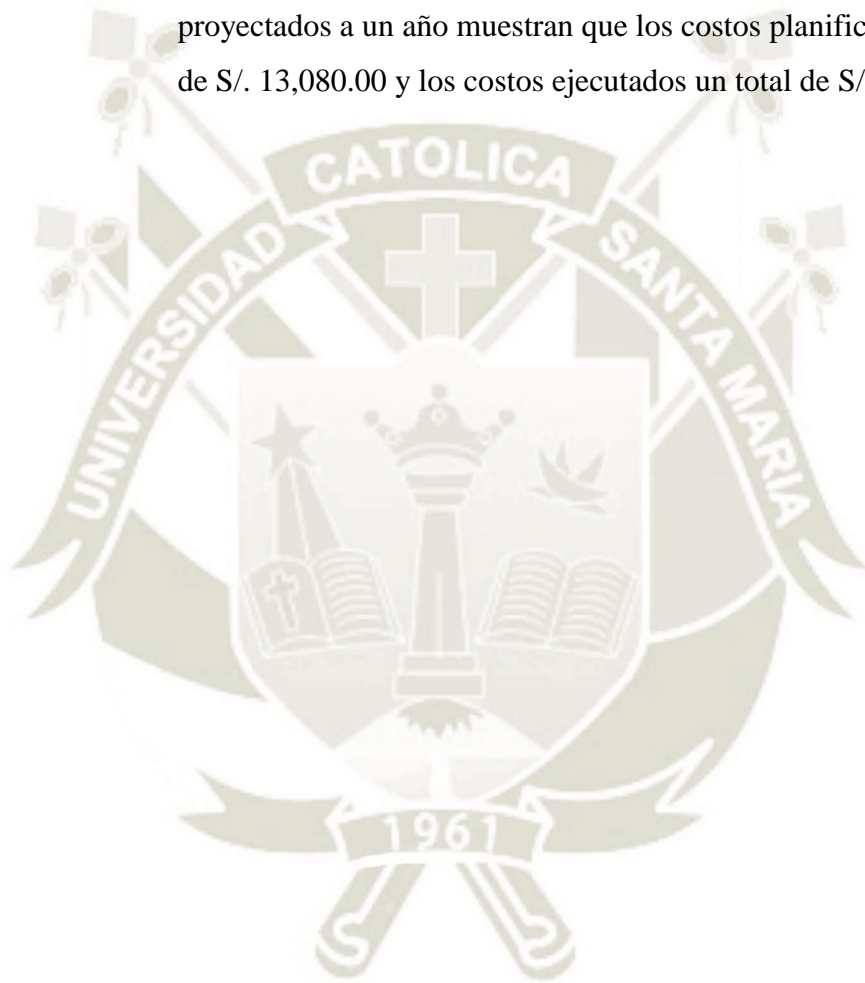 proyectados a un año muestran que los costos planific
de S/. 13,080.00 y los costos ejecutados un total de S/
UNIVERSIDAD CATOLICA SANTA MARIA
1961